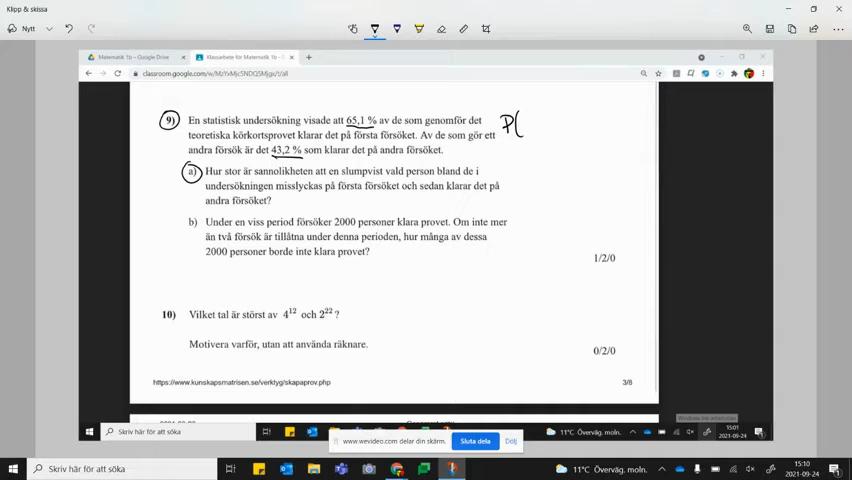 Klipp & skissa
Nytt
Matematik 1b – Google Drive
Klassarbete för Matematik 1b - d
classroom.google.com/w/MzYxMjc5NDQ5Mjgx/t/all
9) En statistisk undersökning visade att 65,1 % av de som genomför det
teoretiska körkortsprovet klarar det på första försöket. Av de som gör ett
andra försök är det 43,2 % som klarar det på andra försöket.
P(
a) Hur stor är sannolikheten att en slumpvist vald person bland de i
undersökningen misslyckas på första försöket och sedan klarar det på
andra försöket?
b) Under en viss period försöker 2000 personer klara provet. Om inte mer
än två försök är tillåtna under denna perioden, hur många av dessa
2000 personer borde inte klara provet?
1/2/0
10) Vilket tal är störst av 4¹² och 2²² ?
Motivera varför, utan att använda räknare.
0/2/0
https://www.kunskapsmatrisen.se/verktyg/skapaprov.php
3/8
Skriv här för att söka
11°C Överväg. moln.
15:01
2021-09-24
www.wevideo.com delar din skärm.
Sluta dela
Dölj
Skriv här för att söka
11°C Överväg. moln.
15:10
2021-09-24